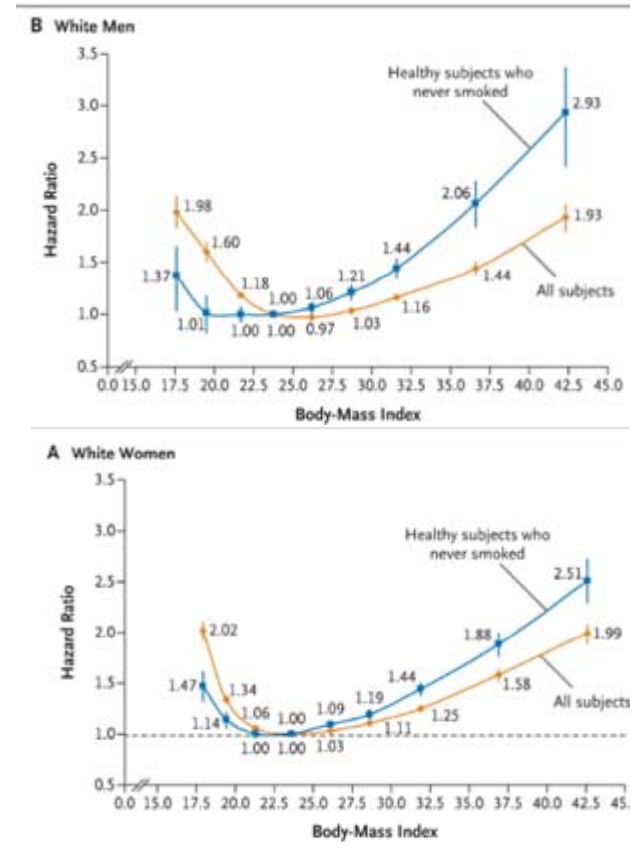 B White Men
3.5
3.0
2.5
2.0
1.5
1.0
0.5
Hazard Ratio
Healthy subjects who
never smoked
2.93
2.06
1.98
1.93
1.60
1.44
1.44
1.37
1.21
1.18
1.16
1.00 1.06
1.01
1.00 1.00 0.97 1.03
All subjects
0.0 15.0 17.5 20.0 22.5 25.0 27.5 30.0 32.5 35.0 37.5 40.0 42.5 45.0
Body-Mass Index
A White Women
3.5
3.0
2.5
2.0
1.5
1.0
0.5
Hazard Ratio
Healthy subjects who
never smoked
2.51
2.02
1.99
1.88
1.58
1.47
1.44
1.34
1.25
1.14
1.06 1.00 1.09 1.19
1.00 1.00 1.03 1.11
All subjects
0.0 15.0 17.5 20.0 22.5 25.0 27.5 30.0 32.5 35.0 37.5 40.0 42.5 45.
Body-Mass Index